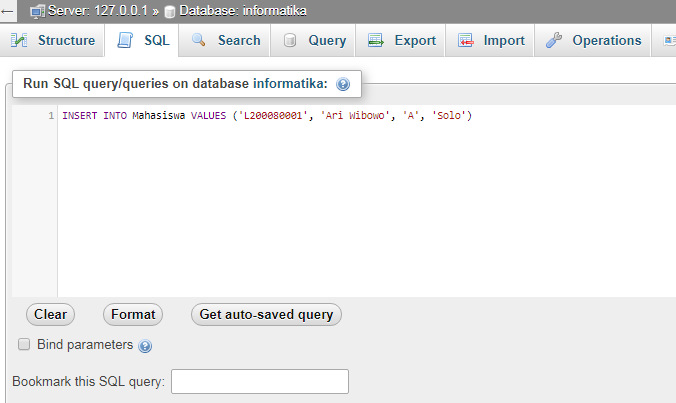 Server: 127.0.0.1 » Database: informatika
Structure SQL Search Query Export Import Operations
Run SQL query/queries on database informatika:
1 INSERT INTO Mahasiswa VALUES ('L200080001', 'Ari Wibowo', 'A', 'Solo')
Clear Format Get auto-saved query
Bind parameters
Bookmark this SQL query: